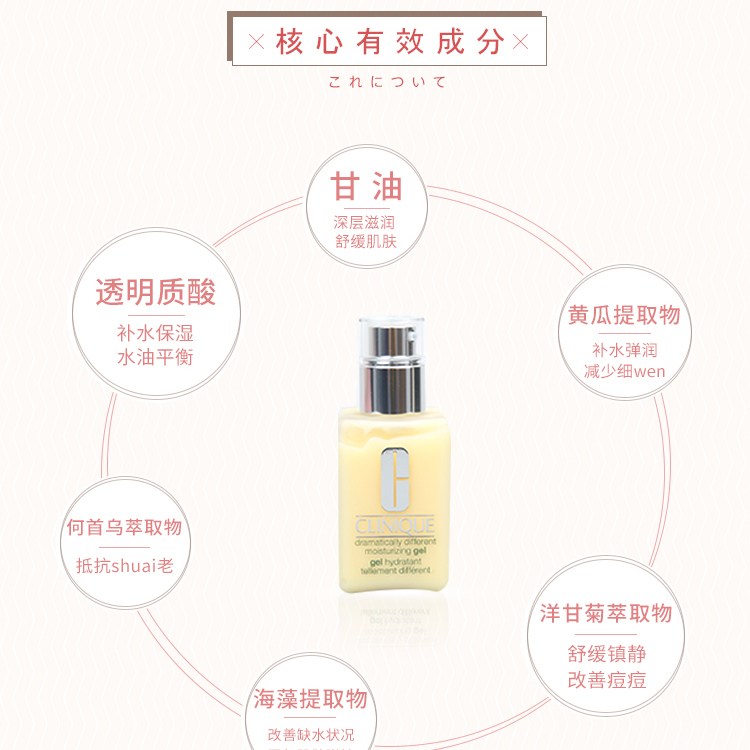 核心有效成分
これについて
甘油
深层滋润
舒缓肌肤
透明质酸
补水保湿
水油平衡
黄瓜提取物
补水弹润
减少细wen
何首乌萃取物
抵抗shuai老
洋甘菊萃取物
舒缓镇静
改善痘痘
海藻提取物
改善缺水状况
CLINIQUE
dramatically different
moisturizing gel
gel hydratant
tellement différent